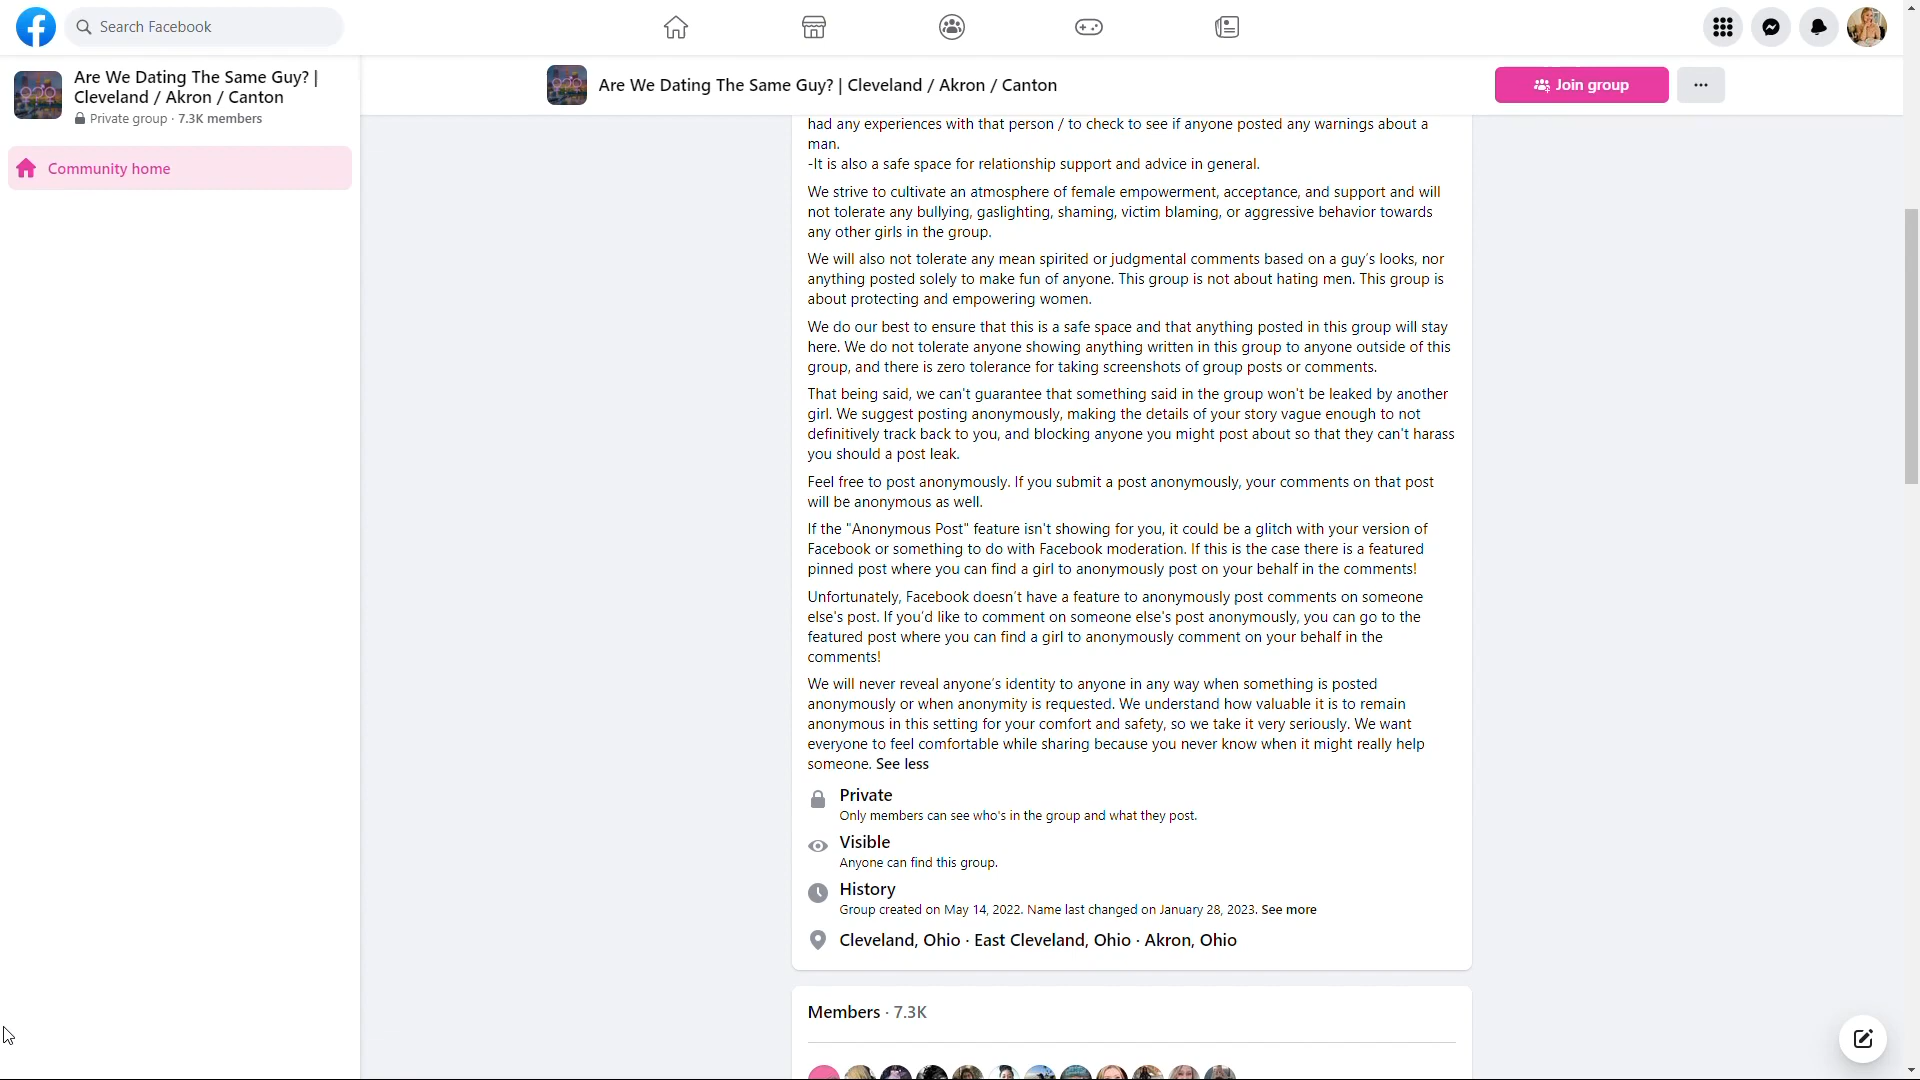 Search Facebook
Are We Dating The Same Guy? |
Cleveland / Akron / Canton
Private group · 7.3K members
Community home
Are We Dating The Same Guy? | Cleveland / Akron / Canton
Join group
had any experiences with that person / to check to see if anyone posted any warnings about a
man.
-It is also a safe space for relationship support and advice in general.
We strive to cultivate an atmosphere of female empowerment, acceptance, and support and will
not tolerate any bullying, gaslighting, shaming, victim blaming, or aggressive behavior towards
any other girls in the group.
We will also not tolerate any mean spirited or judgmental comments based on a guy's looks, nor
anything posted solely to make fun of anyone. This group is not about hating men. This group is
about protecting and empowering women.
We do our best to ensure that this is a safe space and that anything posted in this group will stay
here. We do not tolerate anyone showing anything written in this group to anyone outside of this
group, and there is zero tolerance for taking screenshots of group posts or comments.
That being said, we can't guarantee that something said in the group won't be leaked by another
girl. We suggest posting anonymously, making the details of your story vague enough to not
definitively track back to you, and blocking anyone you might post about so that they can't harass
you should a post leak.
Feel free to post anonymously. If you submit a post anonymously, your comments on that post
will be anonymous as well.
If the "Anonymous Post" feature isn't showing for you, it could be a glitch with your version of
Facebook or something to do with Facebook moderation. If this is the case there is a featured
pinned post where you can find a girl to anonymously post on your behalf in the comments!
Unfortunately, Facebook doesn't have a feature to anonymously post comments on someone
else's post. If you'd like to comment on someone else's post anonymously, you can go to the
featured post where you can find a girl to anonymously comment on your behalf in the
comments!
We will never reveal anyone's identity to anyone in any way when something is posted
anonymously or when anonymity is requested. We understand how valuable it is to remain
anonymous in this setting for your comfort and safety, so we take it very seriously. We want
everyone to feel comfortable while sharing because you never know when it might really help
someone. See less
Private
Only members can see who's in the group and what they post.
Visible
Anyone can find this group.
History
Group created on May 14, 2022. Name last changed on January 28, 2023. See more
Cleveland, Ohio · East Cleveland, Ohio · Akron, Ohio
Members · 7.3K